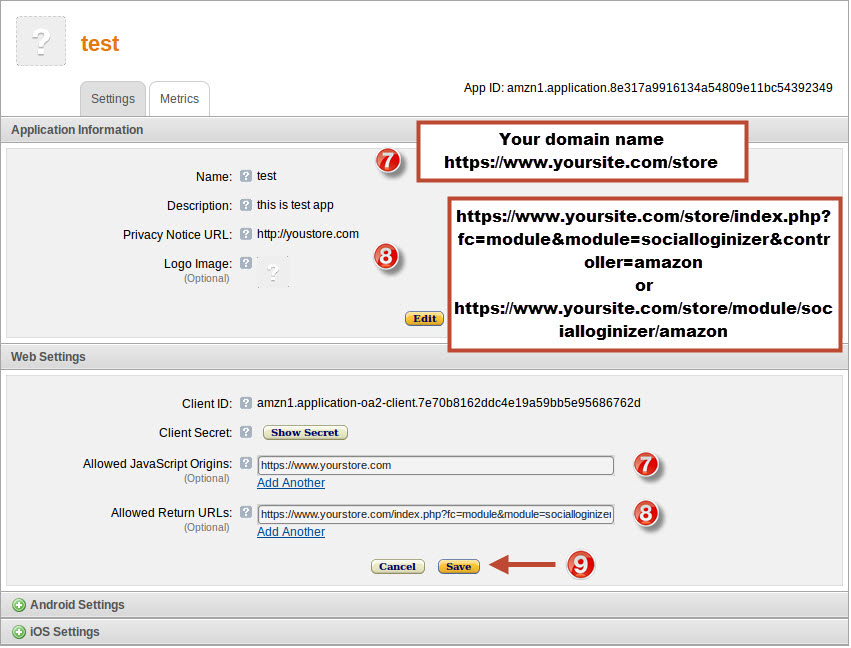 ?
test
Settings
Metrics
App ID: amzn1.application.8e317a9916134a54809e11bc54392349
Application Information
7
Your domain name
https://www.yoursite.com/store
Name: ? test
Description: ? this is test app
Privacy Notice URL: ? http://youstore.com
8
Logo Image: ? ?
(Optional)
https://www.yoursite.com/store/index.php?
fc=module&module=socialloginizer&contr
oller=amazon
or
https://www.yoursite.com/store/module/soc
ialloginizer/amazon
Edit
Web Settings
Client ID: ? amzn1.application-oa2-client.7e70b8162ddc4e19a59bb5e95686762d
Client Secret: ? Show Secret
Allowed JavaScript Origins: ? https://www.yourstore.com 7
(Optional)
Add Another
Allowed Return URLs: ? https://www.yourstore.com/index.php?fc=module&module=socialloginizer 8
(Optional)
Add Another
Cancel Save 9
Android Settings
iOS Settings